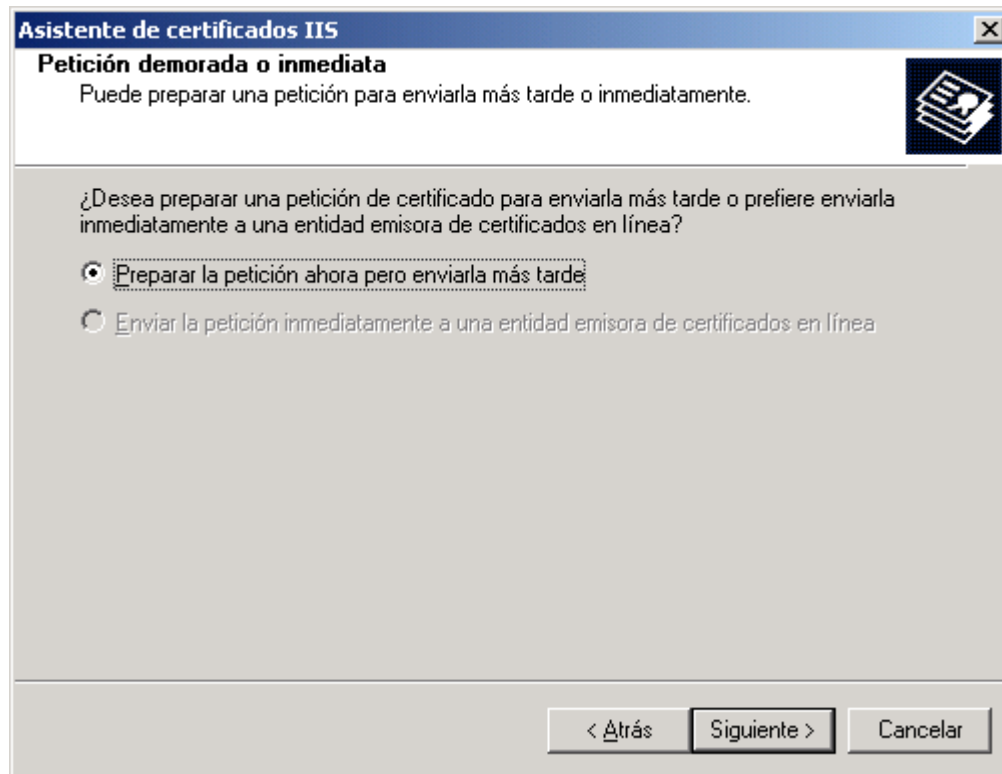 Asistente de certificados IIS
Petición demorada o inmediata
Puede preparar una petición para enviarla más tarde o inmediatamente.
¿Desea preparar una petición de certificado para enviarla más tarde o prefiere enviarla
inmediatamente a una entidad emisora de certificados en línea?
Preparar la petición ahora pero enviarla más tarde
Enviar la petición inmediatamente a una entidad emisora de certificados en línea
< Atrás Siguiente > Cancelar